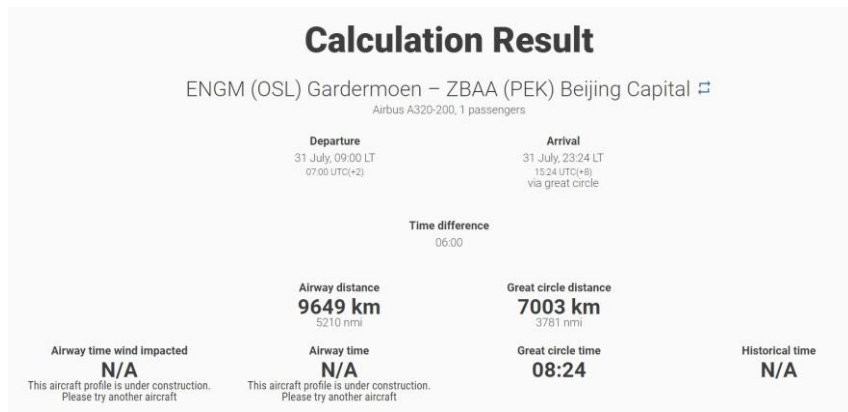 Calculation Result
ENGM (OSL) Gardermoen – ZBAA (PEK) Beijing Capital
Airbus A320-200, 1 passengers
Departure
31 July, 09:00 LT
07:00 UTC(+2)
Arrival
31 July, 23:24 LT
15:24 UTC(+8)
via great circle
Time difference
06:00
Airway distance
9649 km
5210 nmi
Great circle distance
7003 km
3781 nmi
Airway time wind impacted
N/A
This aircraft profile is under construction.
Please try another aircraft
Airway time
N/A
This aircraft profile is under construction.
Please try another aircraft
Great circle time
08:24
Historical time
N/A